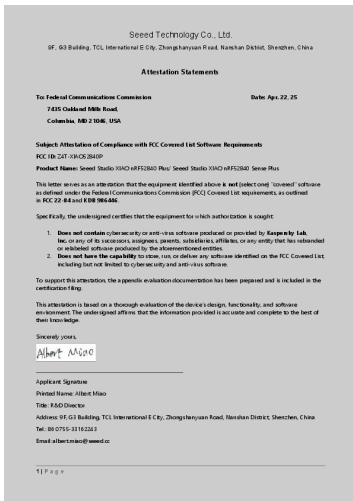 Seeed Technology Co., Ltd.
9F, G3 Building, TCL International E City, Zhongshanyuan Road, Nanshan District, Shenzhen, China
Attestation Statements
To: Federal Communications Commission Date: Apr. 22, 25
7435 Oakland Mills Road,
Columbia, MD 21046, USA
Subject: Attestation of Compliance with FCC Covered List Software Requirements
FCC ID: Z4T-XIAO52840P
Product Name: Seeed Studio XIAO nRF52840 Plus/ Seeed Studio XIAO nRF52840 Sense Plus
This letter serves as an attestation that the equipment identified above is not (select one) "covered" software
as defined under the Federal Communications Commission (FCC) Covered List requirements, as outlined
in FCC 22-84 and KDB 986446.
Specifically, the undersigned certifies that the equipment for which authorization is sought:
1. Does not contain cybersecurity or anti-virus software produced or provided by Kaspersky Lab,
Inc. or any of its successors, assignees, parents, subsidiaries, affiliates, or any entity that has rebranded
or relabeled software produced by the aforementioned entities.
2. Does not have the capability to store, run, or deliver any software identified on the FCC Covered List,
including but not limited to cybersecurity and anti-virus software.
To support this attestation, the appendix evaluation documentation has been prepared and is included in the
certification filing.
This attestation is based on a thorough evaluation of the device's design, functionality, and software
environment. The undersigned affirms that the information provided is accurate and complete to the best of
their knowledge.
Sincerely yours,
Albert Miao
Applicant Signature
Printed Name: Albert Miao
Title: R&D Director
Address: 9F, G3 Building, TCL International E City, Zhongshanyuan Road, Nanshan District, Shenzhen, China
Tel.: 86 0755-33162243
Email: albert.miao@seeed.cc
1 | Page